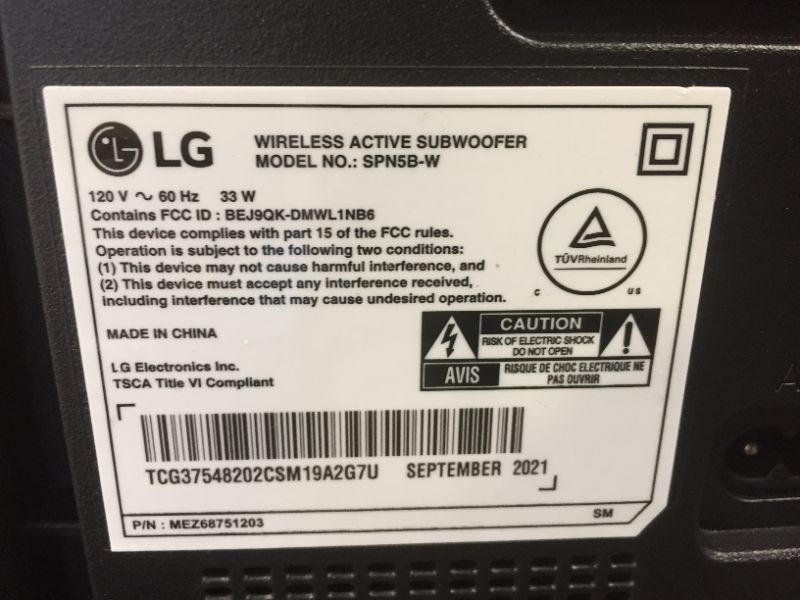 LG
WIRELESS ACTIVE SUBWOOFER
MODEL NO.: SPN5B-W
120 V ~ 60 Hz 33 W
Contains FCC ID : BEJ9QK-DMWL1NB6
This device complies with part 15 of the FCC rules.
Operation is subject to the following two conditions:
(1) This device may not cause harmful interference, and
(2) This device must accept any interference received,
including interference that may cause undesired operation.
TÜVRheinland
C US
MADE IN CHINA
LG Electronics Inc.
TSCA Title VI Compliant
CAUTION
RISK OF ELECTRIC SHOCK
DO NOT OPEN
AVIS
RISQUE DE CHOC ELECTRIQUE NE
PAS OUVRIR
TCG37548202CSM19A2G7U SEPTEMBER 2021
P/N : MEZ68751203
SM